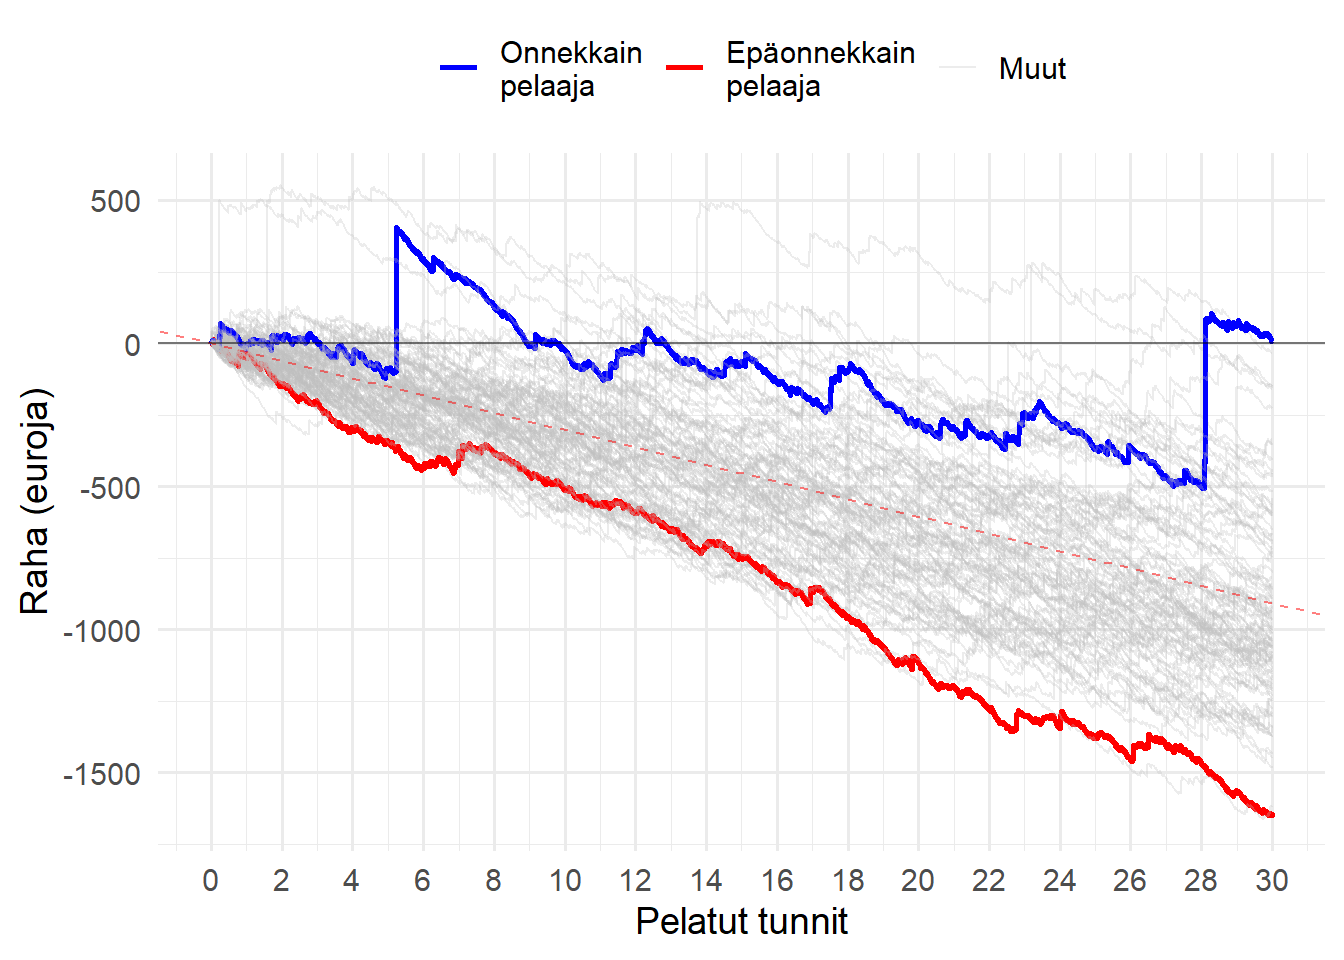 Onnekkain
pelaaja
Epäonnekkain
pelaaja
Muut
Raha (euroja)
500
0
-500
-1000
-1500
0 2 4 6 8 10 12 14 16 18 20 22 24 26 28 30
Pelatut tunnit